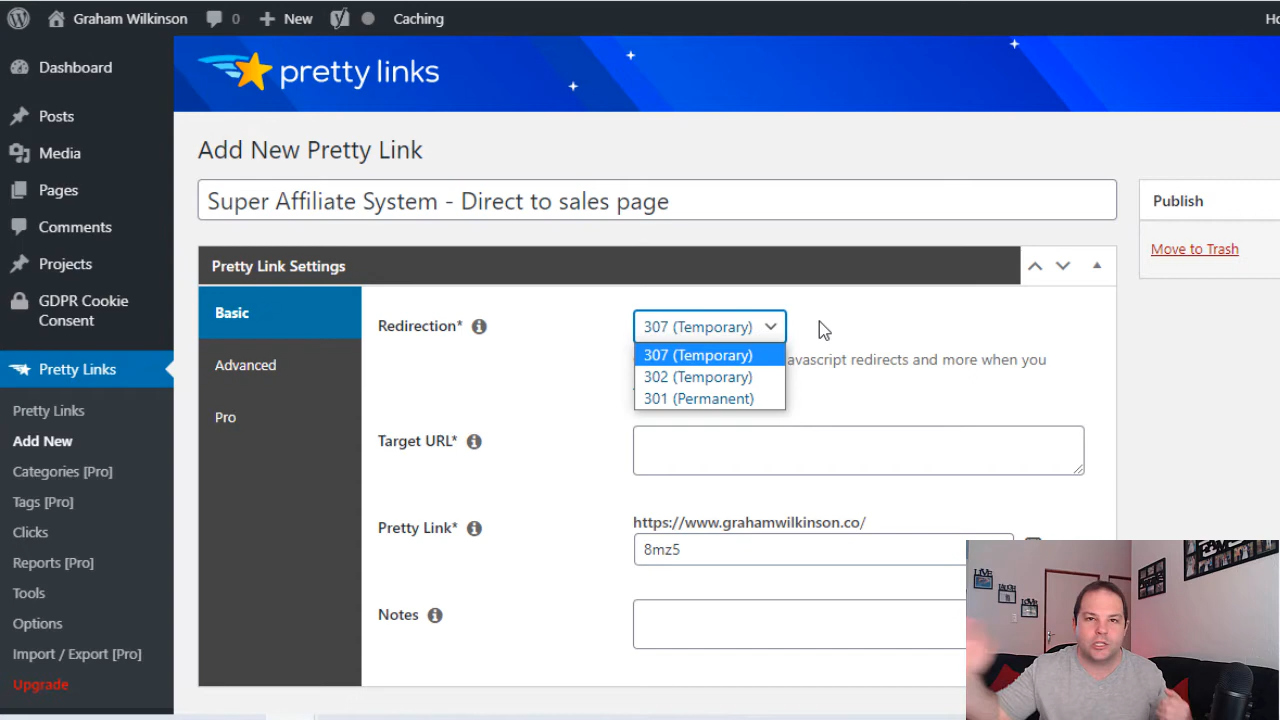 Graham Wilkinson
0
New
Caching
Dashboard
Posts
Media
Pages
Comments
Projects
GDPR Cookie
Consent
Pretty Links
Pretty Links
Add New
Categories [Pro]
Tags [Pro]
Clicks
Reports [Pro]
Tools
Options
Import / Export [Pro]
Upgrade
pretty links
Add New Pretty Link
Super Affiliate System - Direct to sales page
Publish
Move to Trash
Pretty Link Settings
Basic
Advanced
Pro
Redirection*
307 (Temporary)
307 (Temporary)
302 (Temporary)
301 (Permanent)
avascript redirects and more when you
Target URL*
Pretty Link*
https://www.grahamwilkinson.co/
8mz5
Notes
LIVE
LAUGH
LOVE